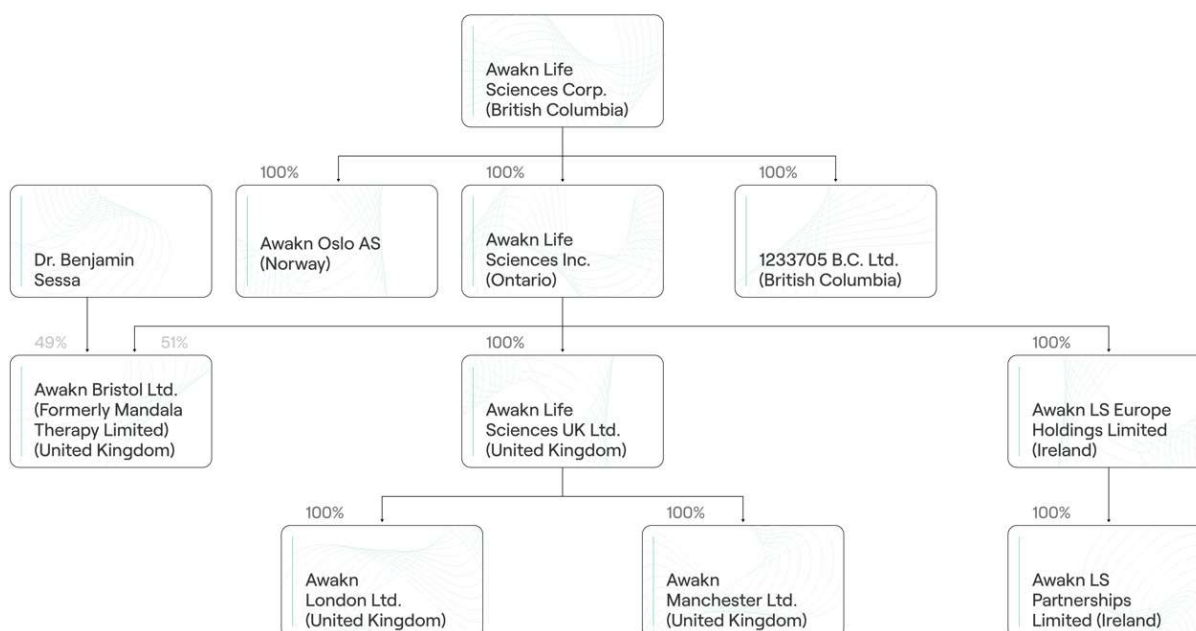 Awakn Life
Sciences Corp.
(British Columbia)
100%
100%
100%
Dr. Benjamin
Sessa
Awakn Oslo AS
(Norway)
Awakn Life
Sciences Inc.
(Ontario)
1233705 B.C. Ltd.
(British Columbia)
49%
51%
100%
100%
Awakn Bristol Ltd.
(Formerly Mandala
Therapy Limited)
(United Kingdom)
Awakn Life
Sciences UK Ltd.
(United Kingdom)
Awakn LS Europe
Holdings Limited
(Ireland)
100%
100%
100%
Awakn
London Ltd.
(United Kingdom)
Awakn
Manchester Ltd.
(United Kingdom)
Awakn LS
Partnerships
Limited (Ireland)